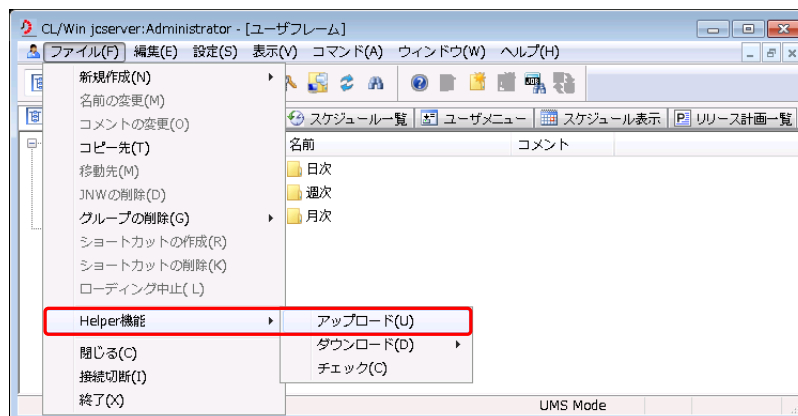 CL/Win jcserver:Administrator - [ユーザフレーム]
ファイル(F) 編集(E) 設定(S) 表示(V) コマンド(A) ウィンドウ(W) ヘルプ(H)
新規作成(N)
名前の変更(M)
コメントの変更(O)
コピー先(T)
移動先(M)
JNWの削除(D)
グループの削除(G)
ショートカットの作成(R)
ショートカットの削除(K)
ローディング中止( L)
Helper機能
閉じる(C)
接続切断(I)
終了(X)
アップロード(U)
ダウンロード(D)
チェック(C)
スケジュール一覧 ユーザメニュー スケジュール表示 リリース計画一覧
名前 コメント
日次
週次
月次
UMS Mode